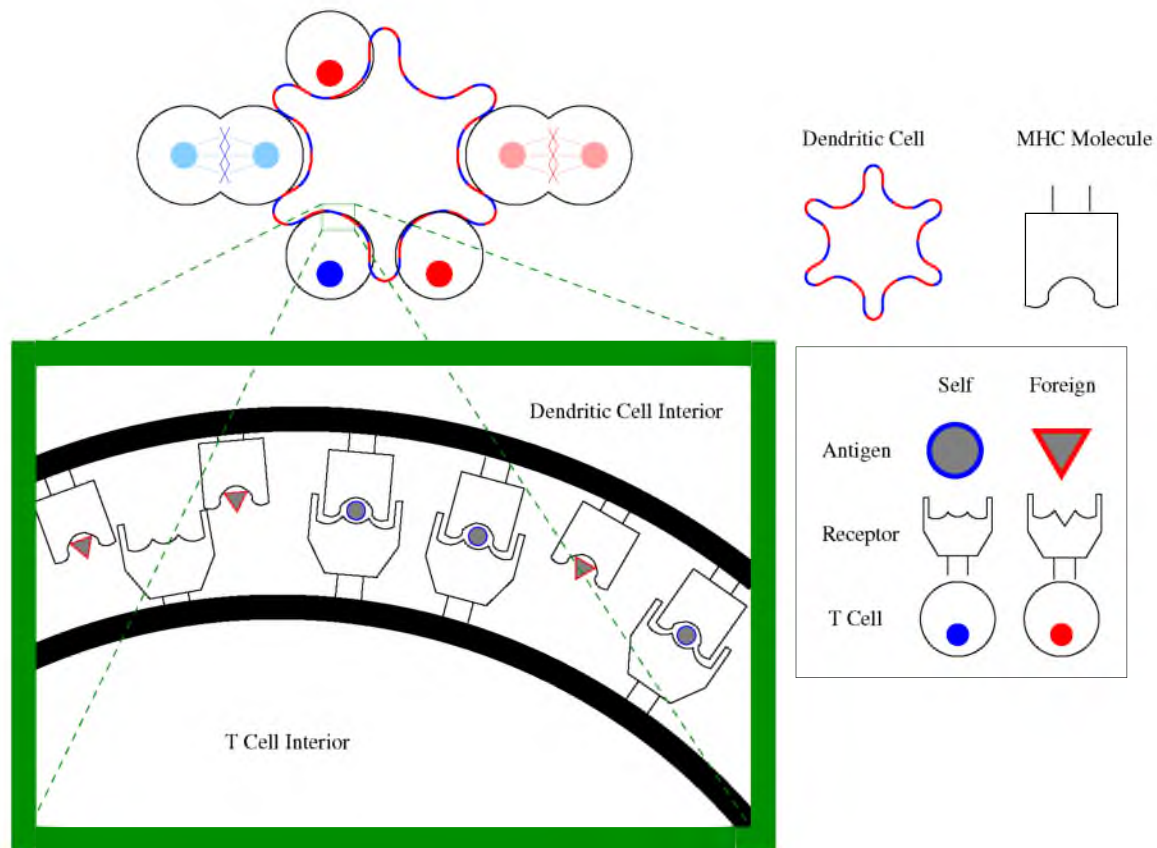 Dendritic Cell MHC Molecule
Self Foreign
Antigen
Receptor
T Cell
Dendritic Cell Interior
T Cell Interior